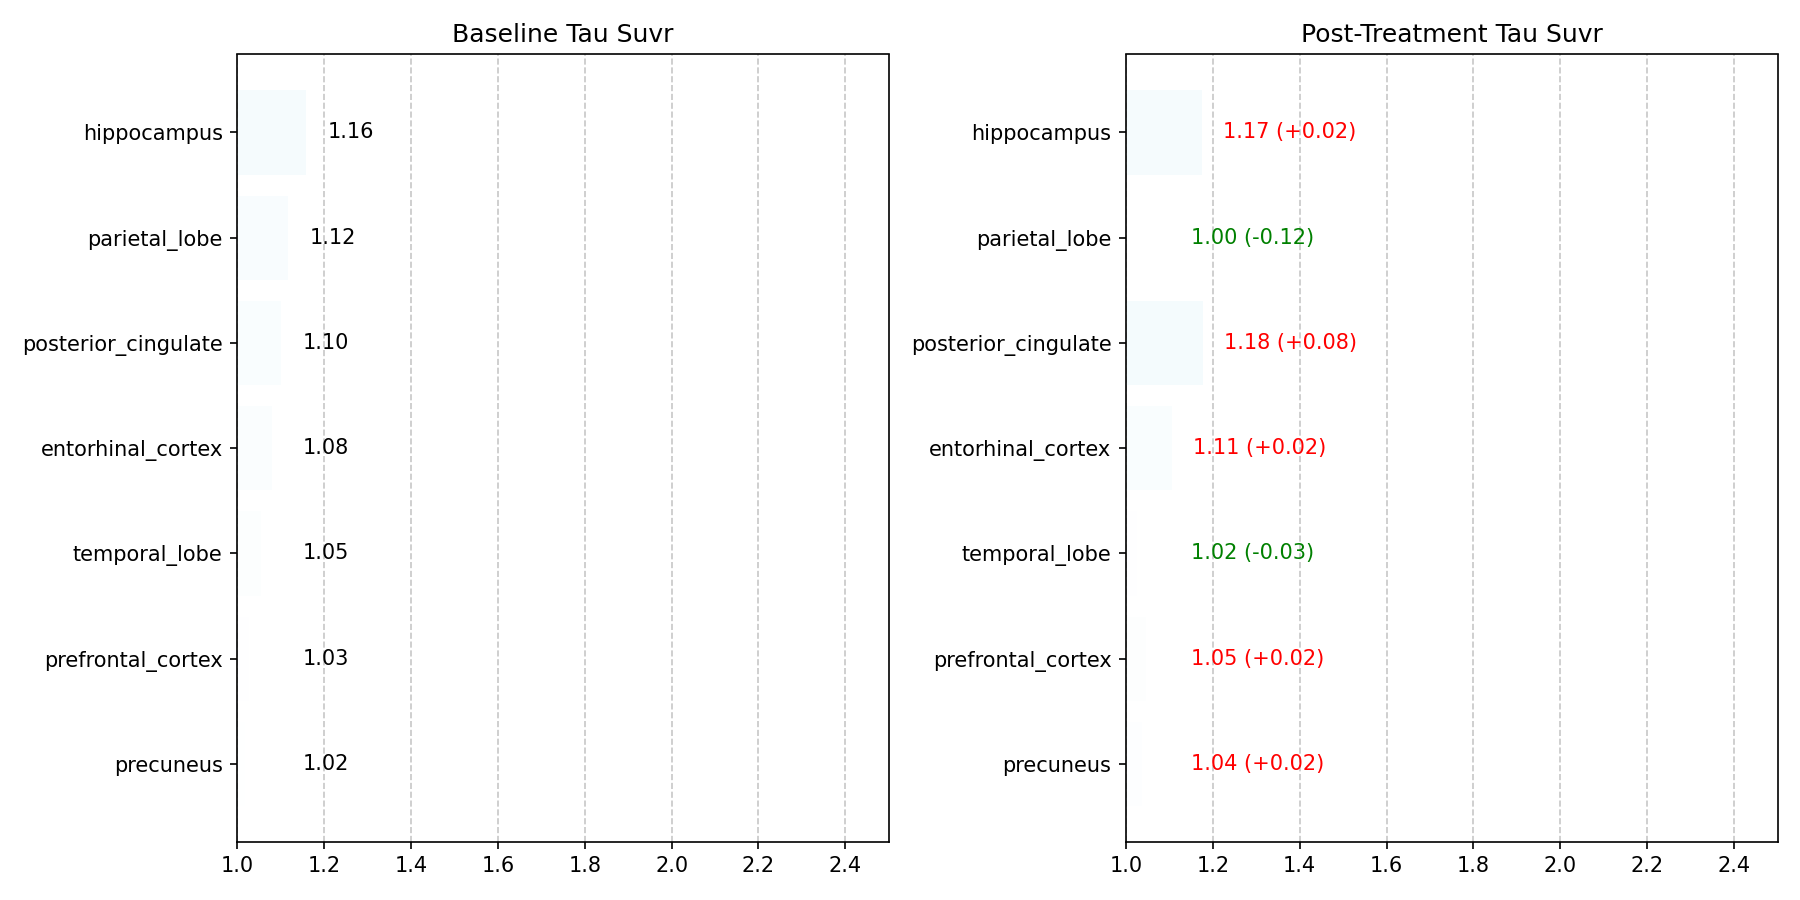 Baseline Tau Suvr
hippocampus 1.16
parietal_lobe 1.12
posterior_cingulate 1.10
entorhinal_cortex 1.08
temporal_lobe 1.05
prefrontal_cortex 1.03
precuneus 1.02
1.0 1.2 1.4 1.6 1.8 2.0 2.2 2.4
Post-Treatment Tau Suvr
hippocampus 1.17 (+0.02)
parietal_lobe 1.00 (-0.12)
posterior_cingulate 1.18 (+0.08)
entorhinal_cortex 1.11 (+0.02)
temporal_lobe 1.02 (-0.03)
prefrontal_cortex 1.05 (+0.02)
precuneus 1.04 (+0.02)
1.0 1.2 1.4 1.6 1.8 2.0 2.2 2.4